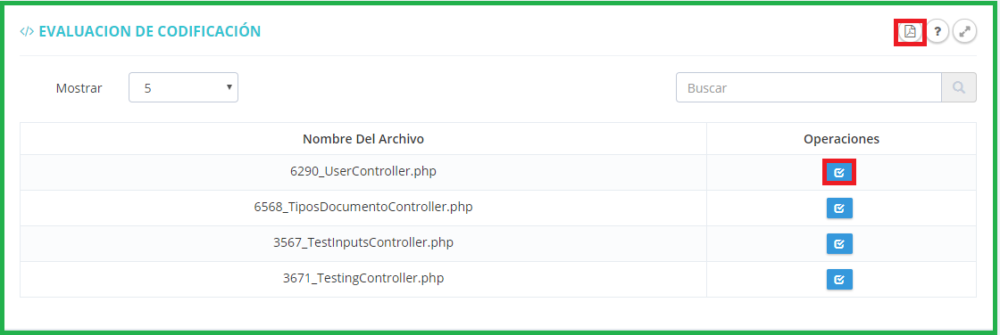 </> EVALUACION DE CODIFICACIÓN
?
Mostrar 5 Buscar
Nombre Del Archivo Operaciones
6290_UserController.php
6568_TiposDocumentoController.php
3567_TestInputsController.php
3671_TestingController.php